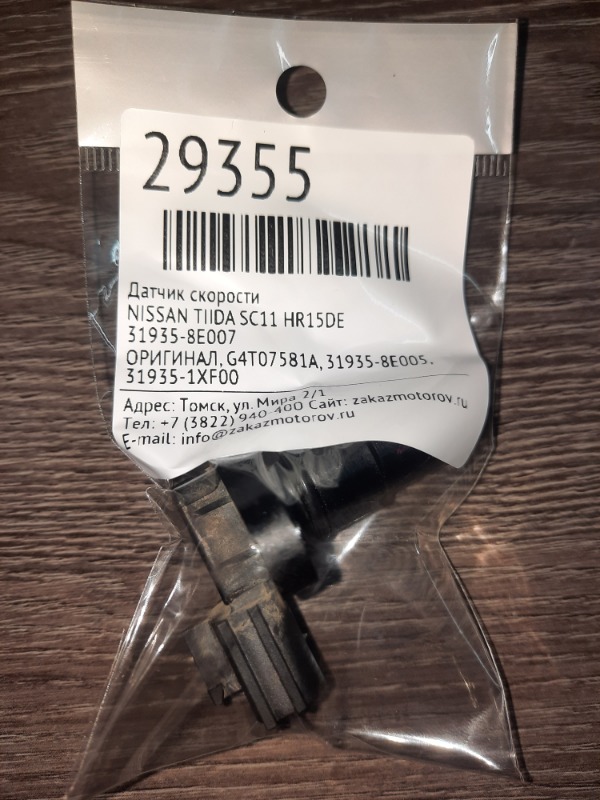 29355
Датчик скорости
NISSAN TIIDA SC11 HR15DE
31935-8E007
ОРИГИНАЛ, G4T07581A, 31935-8E005,
31935-1XF00
Адрес: Томск, ул. Мира 2/1
Тел: +7 (3822) 940-400 Сайт: zakazmotorov.ru
E-mail: info@zakazmotorov.ru